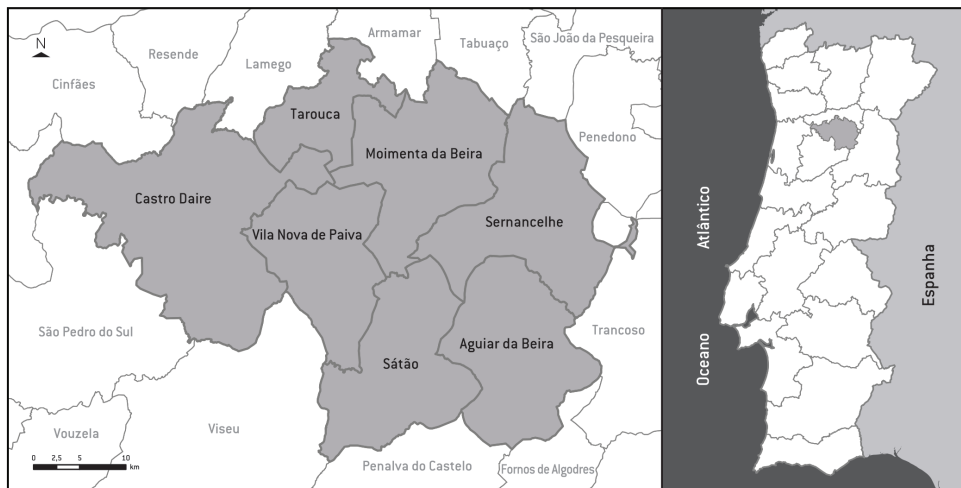 N
Cinfães
Resende
Lamego
Armamar
Tabuaço
São João da Pesqueira
Penedono
Tarouca
Moimenta da Beira
Castro Daire
Vila Nova de Paiva
Sernancelhe
São Pedro do Sul
Trancoso
Aguiar da Beira
Sátão
Vouzela
Viseu
Penalva do Castelo
Fornos de Algodres
0 2,5 5 10
km
Oceano Atlântico
Espanha